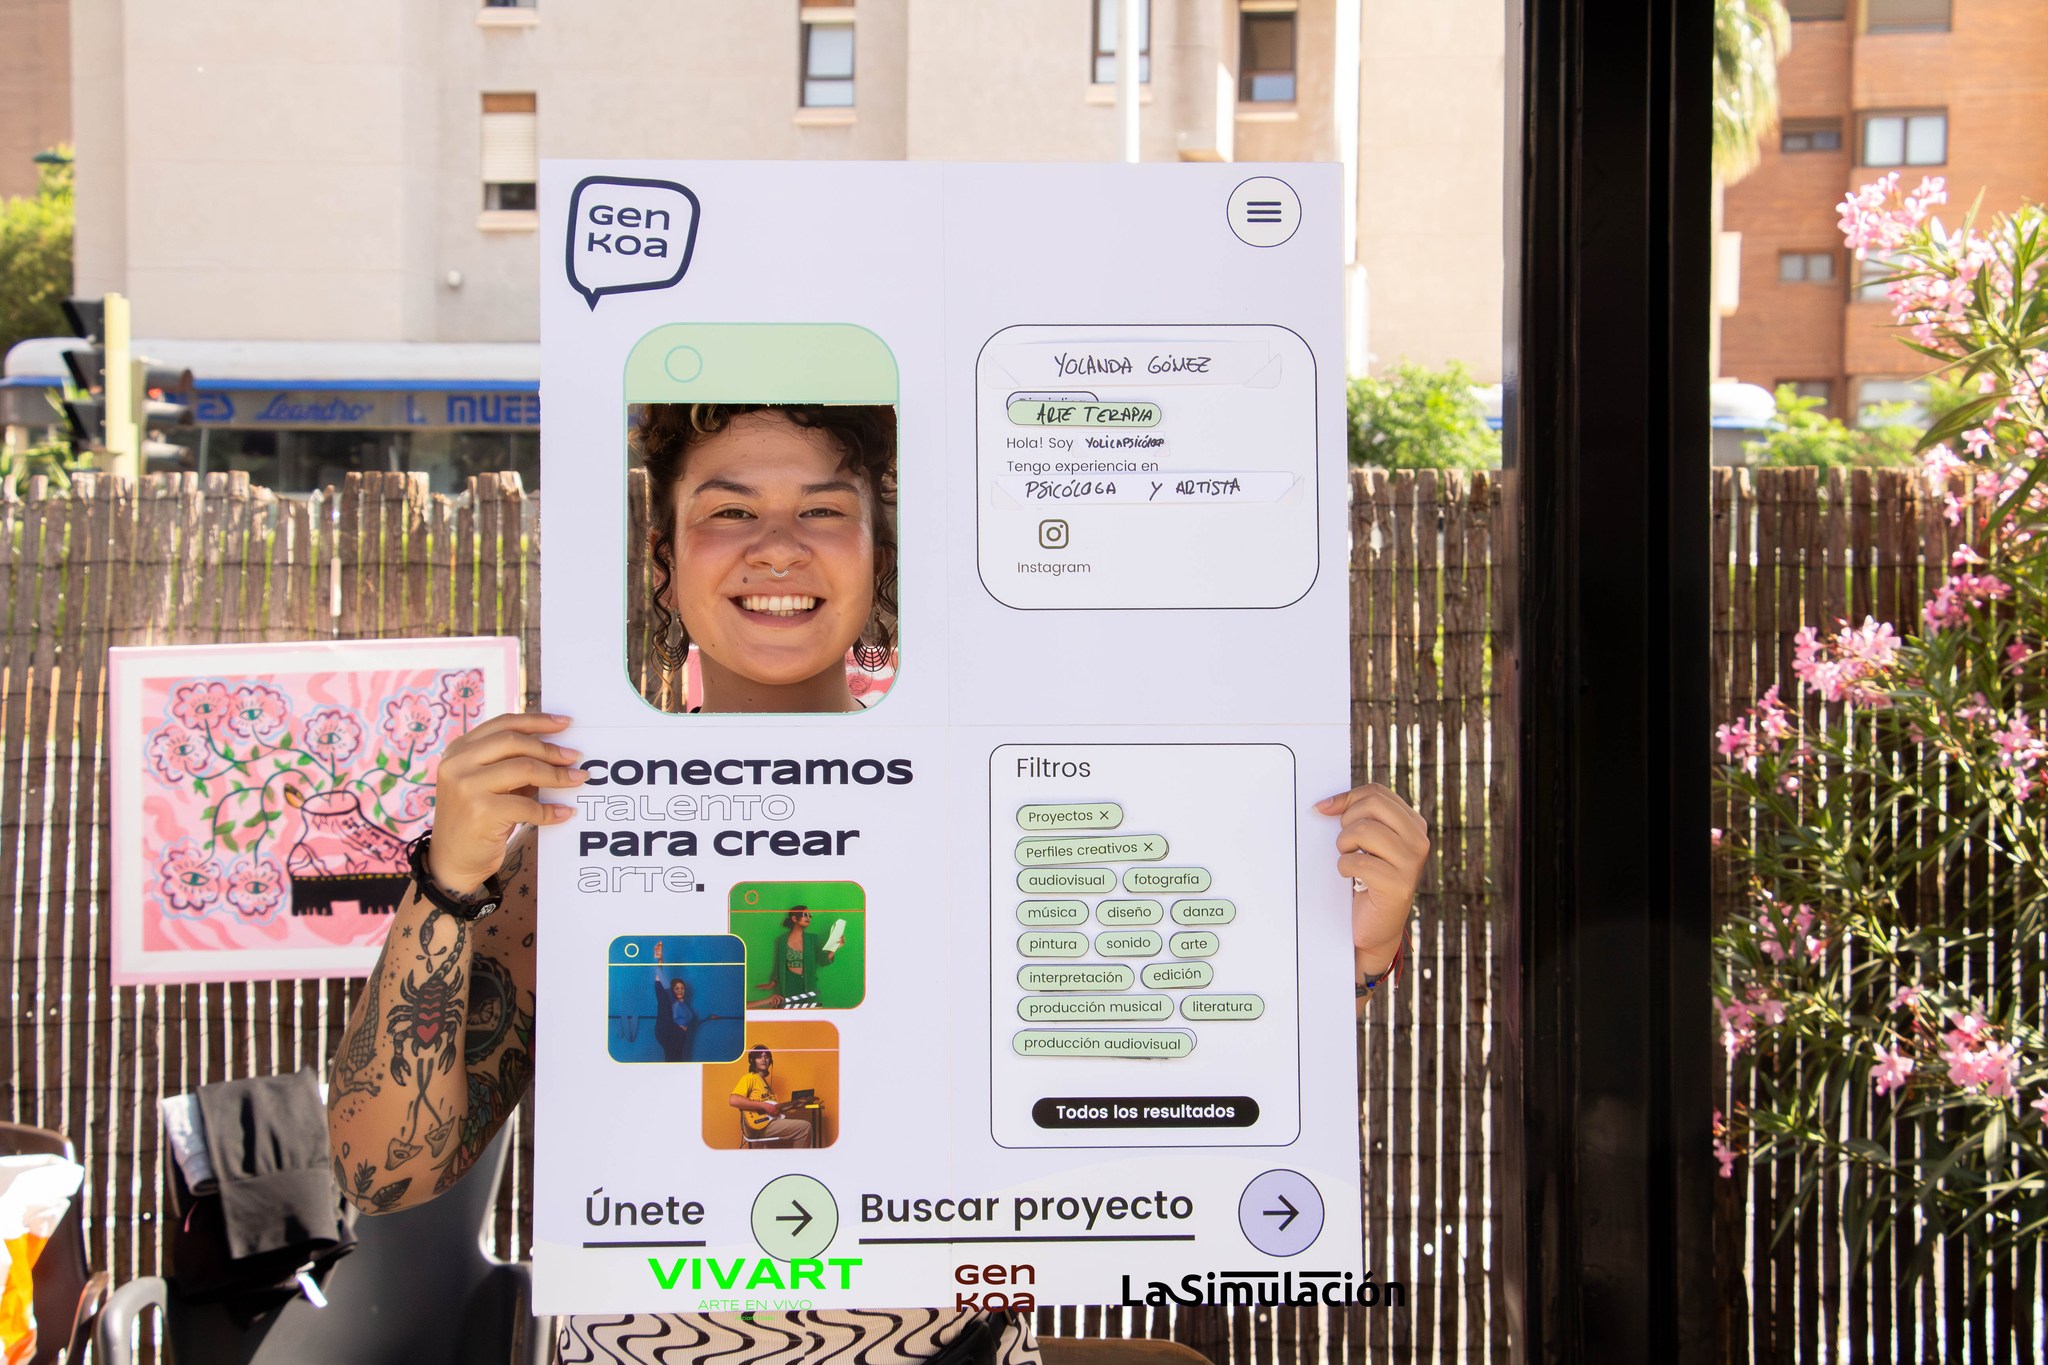 Leandro
L. MUEB
Gen
Koa
YOLANDA GÓMEZ
ARTE TERAPIA
Hola! Soy YOLICAPSICÓLOGA
Tengo experiencia en
PSICÓLOGA Y ARTISTA
Instagram
conectamos
talento
para crear
arte.
Filtros
Proyectos ×
Perfiles creativos ×
audiovisual fotografía
música diseño danza
pintura sonido arte
interpretación edición
producción musical literatura
producción audiovisual
Todos los resultados
Únete
Buscar proyecto
VIVART
ARTE EN VIVO
Gen
Koa
LaSimulación